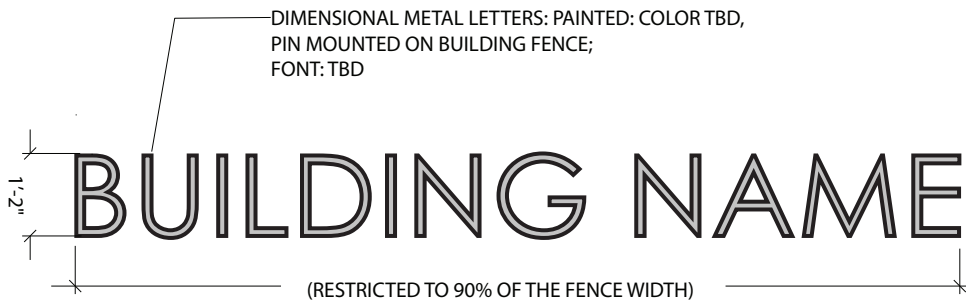 DIMENSIONAL METAL LETTERS: PAINTED: COLOR TBD,
PIN MOUNTED ON BUILDING FENCE;
FONT: TBD
1'-2"
BUILDING NAME
(RESTRICTED TO 90% OF THE FENCE WIDTH)